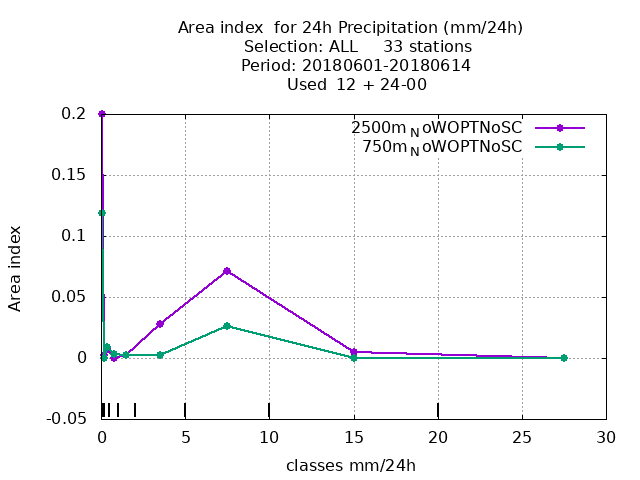 Area index  for 24h Precipitation (mm/24h)
Selection: ALL     33 stations
Period: 20180601-20180614
Used  12 + 24-00
2500m_NoWOPTNoSC
750m_NoWOPTNoSC
0.2
0.15
0.1
0.05
0
-0.05
Area index
0 5 10 15 20 25 30
classes mm/24h